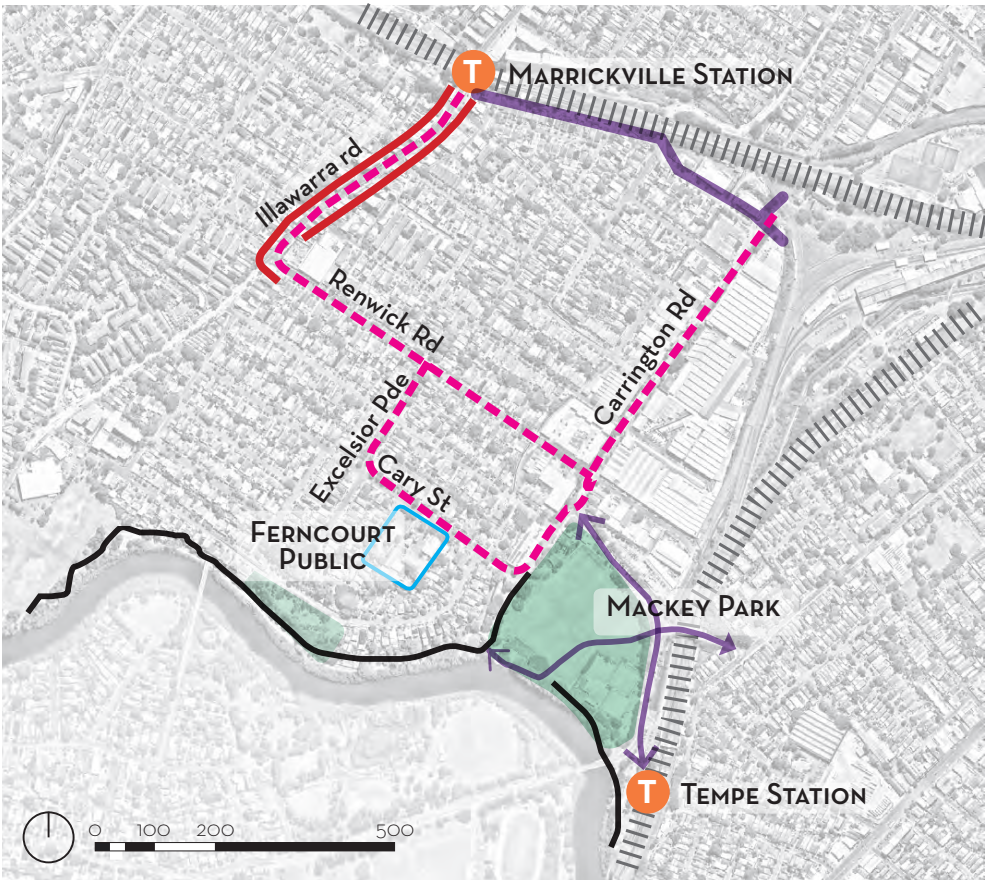 T MARRICKVILLE STATION
Illawarra rd
Renwick Rd
Carrington Rd
Excelsior Pde
Cary St
FERNCOURT
PUBLIC
MACKEY PARK
T TEMPE STATION
0 100 200 500